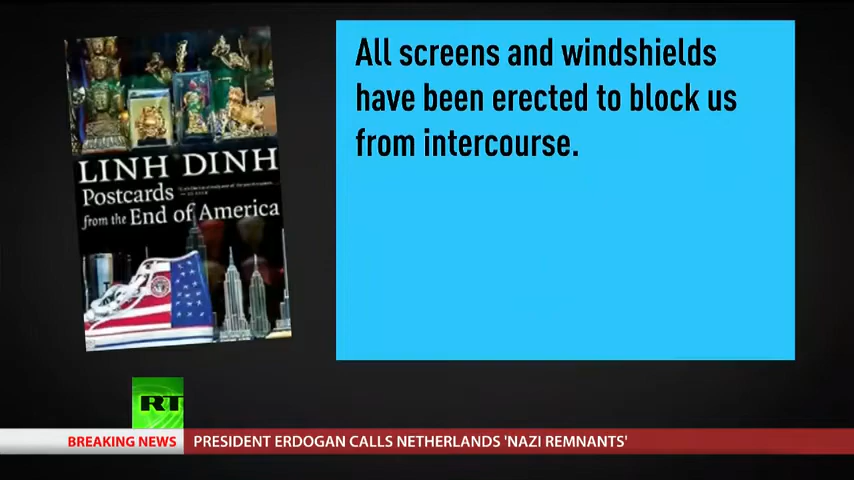 LINH DINH
Postcards
from the End of America
All screens and windshields
have been erected to block us
from intercourse.
RT
BREAKING NEWS
PRESIDENT ERDOGAN CALLS NETHERLANDS 'NAZI REMNANTS'